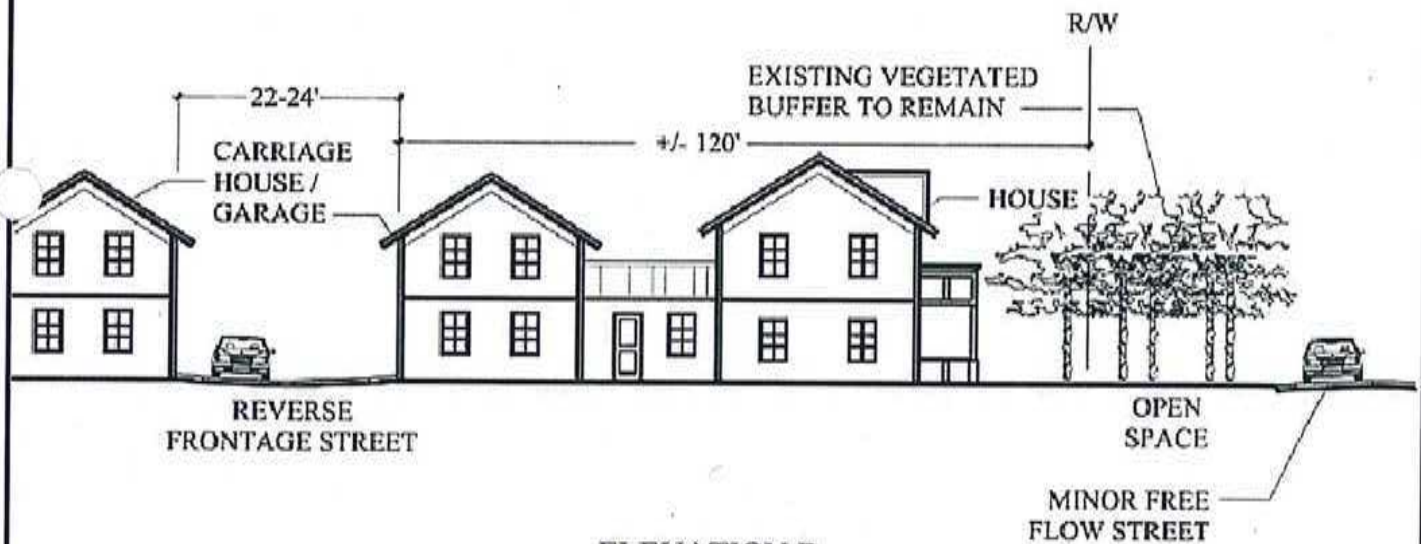 R/W
EXISTING VEGETATED
BUFFER TO REMAIN
22-24'
+/- 120'
CARRIAGE
HOUSE /
GARAGE
HOUSE
REVERSE
FRONTAGE STREET
OPEN
SPACE
MINOR FREE
FLOW STREET